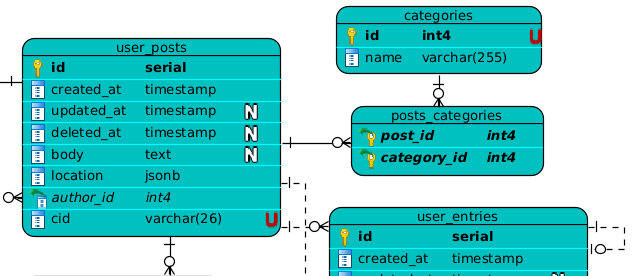 categories
id int4 U
name varchar(255)
user_posts
id serial
created_at timestamp
updated_at timestamp N
deleted_at timestamp N
body text N
location jsonb
author_id int4
cid varchar(26) U
posts_categories
post_id int4
category_id int4
user_entries
id serial
created_at timestamp